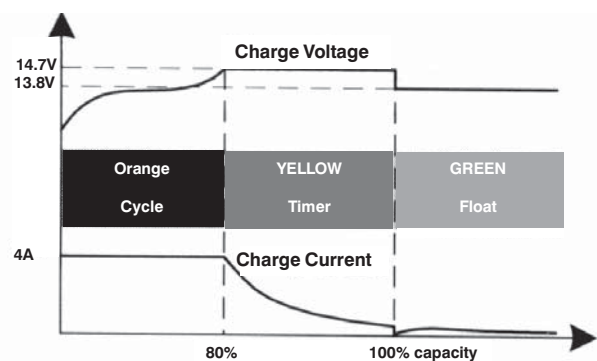 Charge Voltage
14.7V
13.8V
Orange YELLOW GREEN
Cycle Timer Float
4A
Charge Current
80% 100% capacity